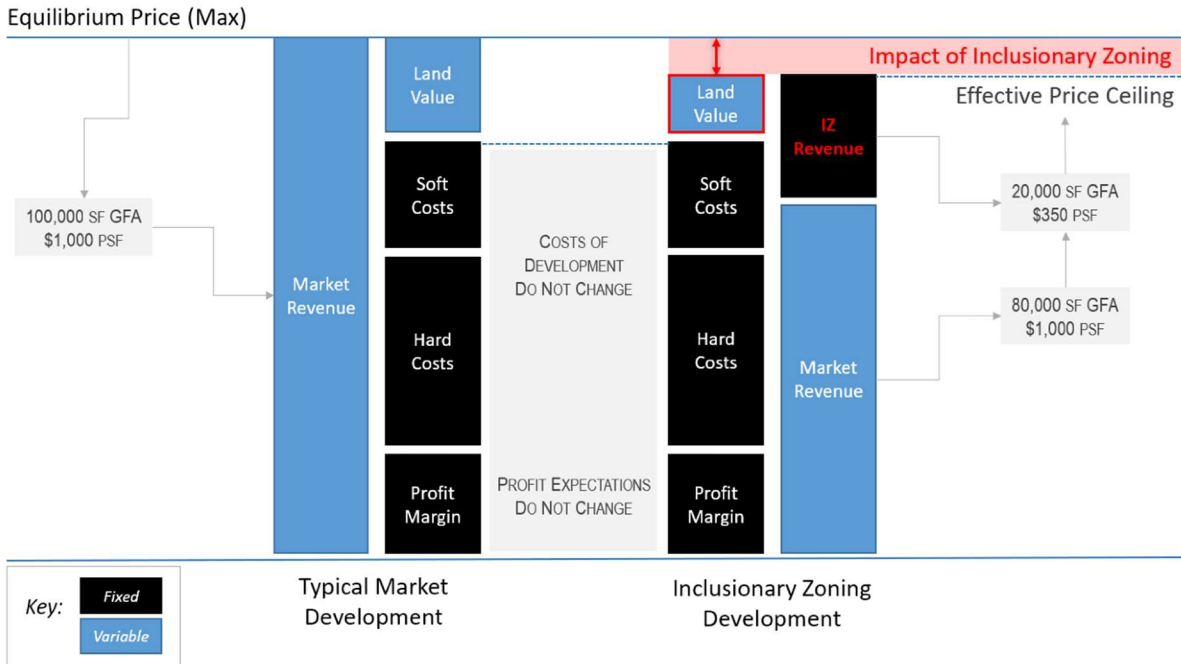 Equilibrium Price (Max)
Land
Value
Soft
Costs
Hard
Costs
Profit
Margin
Market
Revenue
100,000 SF GFA
$1,000 PSF
COSTS OF
DEVELOPMENT
DO NOT CHANGE
PROFIT EXPECTATIONS
DO NOT CHANGE
Land
Value
Soft
Costs
Hard
Costs
Profit
Margin
IZ
Revenue
Market
Revenue
Impact of Inclusionary Zoning
Effective Price Ceiling
20,000 SF GFA
$350 PSF
80,000 SF GFA
$1,000 PSF
Typical Market
Development
Inclusionary Zoning
Development
Key:
Fixed
Variable